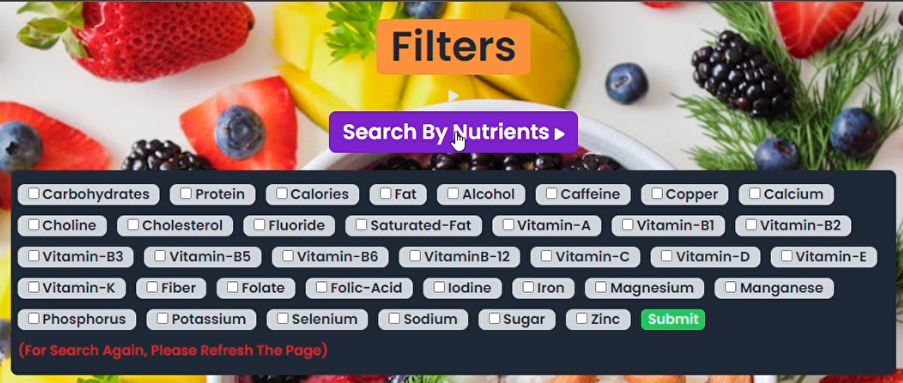 Filters
Search By Nutrients
Carbohydrates Protein Calories Fat Alcohol Caffeine Copper Calcium
Choline Cholesterol Fluoride Saturated-Fat Vitamin-A Vitamin-B1 Vitamin-B2
Vitamin-B3 Vitamin-B5 Vitamin-B6 VitaminB-12 Vitamin-C Vitamin-D Vitamin-E
Vitamin-K Fiber Folate Folic-Acid Iodine Iron Magnesium Manganese
Phosphorus Potassium Selenium Sodium Sugar Zinc Submit
(For Search Again, Please Refresh The Page)